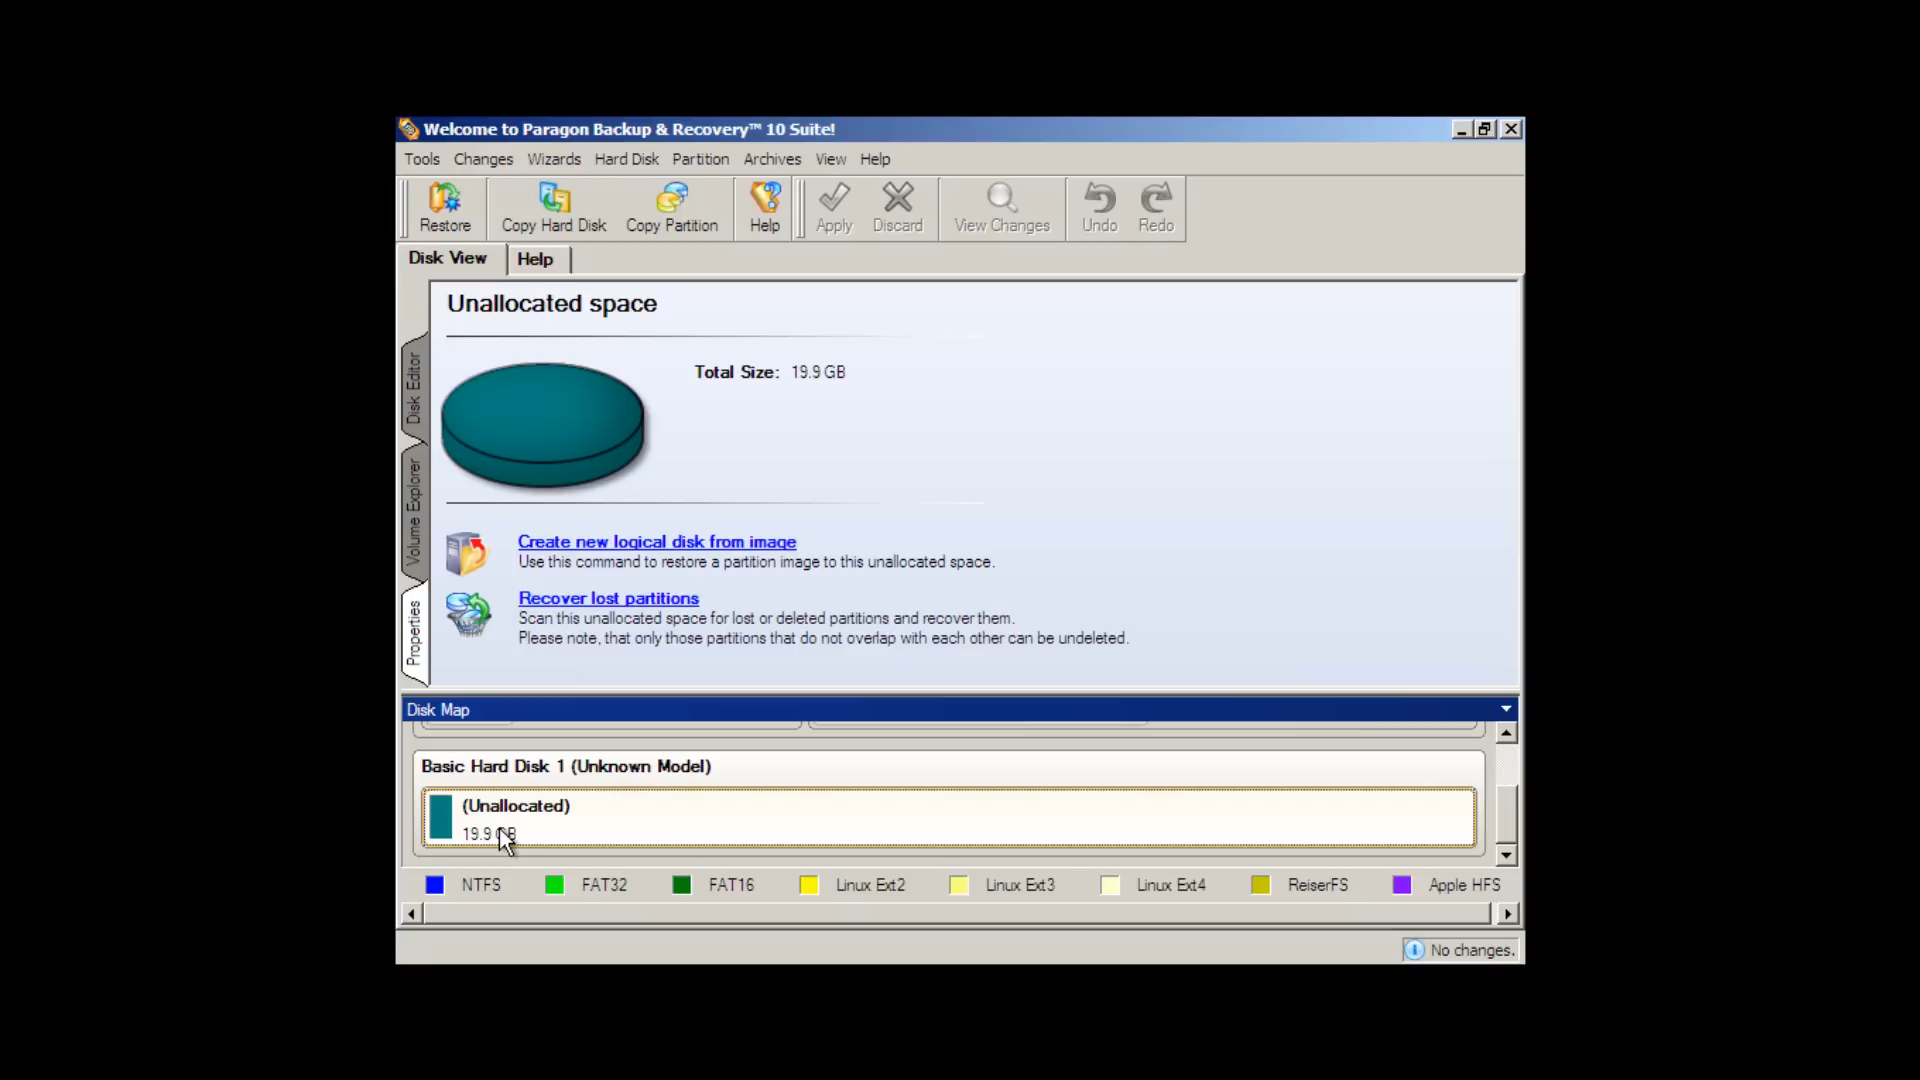 Welcome to Paragon Backup & Recovery™ 10 Suite!
Tools Changes Wizards Hard Disk Partition Archives View Help
Restore Copy Hard Disk Copy Partition Help Apply Discard View Changes Undo Redo
Disk View Help
Unallocated space
Total Size: 19.9 GB
Disk Editor
Volume Explorer
Properties
Create new logical disk from image
Use this command to restore a partition image to this unallocated space.
Recover lost partitions
Scan this unallocated space for lost or deleted partitions and recover them.
Please note, that only those partitions that do not overlap with each other can be undeleted.
Disk Map
Basic Hard Disk 1 (Unknown Model)
(Unallocated)
19.9 GB
NTFS FAT32 FAT16 Linux Ext2 Linux Ext3 Linux Ext4 ReiserFS Apple HFS
No changes.